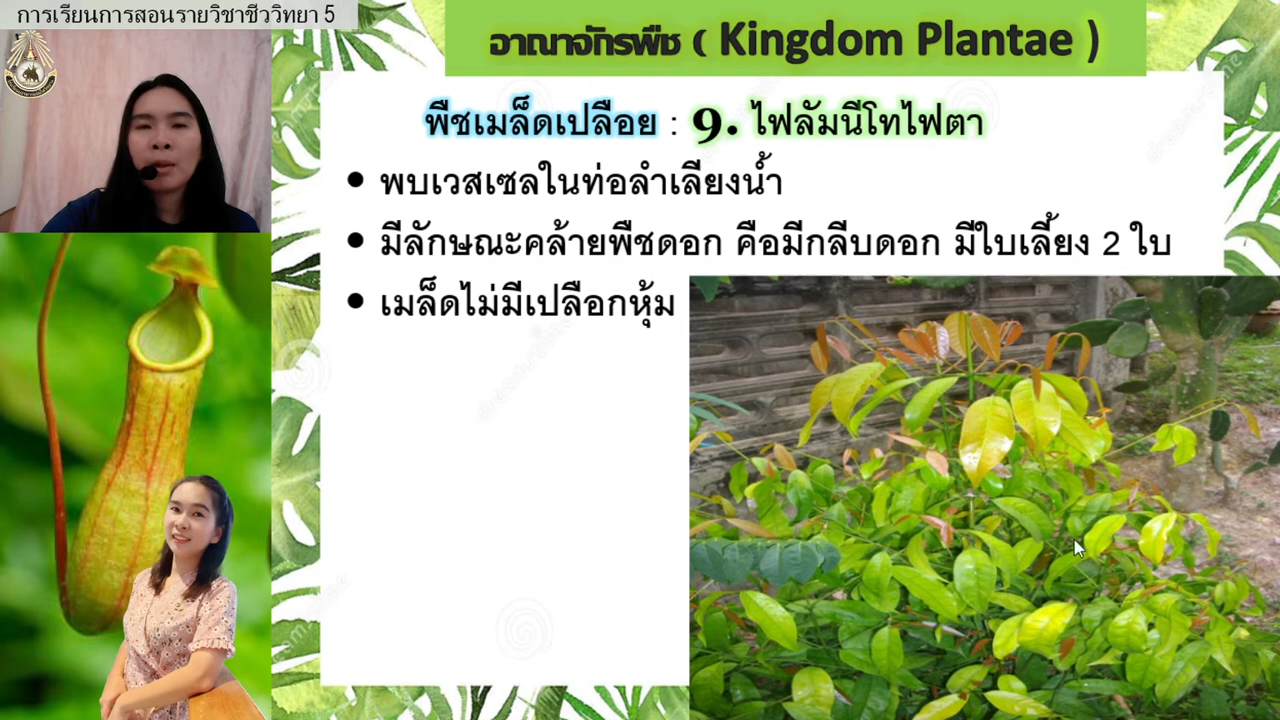 การเรียนการสอนรายวิชาชีววิทยา 5
อาณาจักรพืช ( Kingdom Plantae )
พืชเมล็ดเปลือย : 9. ไฟลัมนีโทไฟตา
• พบเวสเซลในท่อลำเลียงน้ำ
• มีลักษณะคล้ายพืชดอก คือมีกลีบดอก มีใบเลี้ยง 2 ใบ
• เมล็ดไม่มีเปลือกหุ้ม